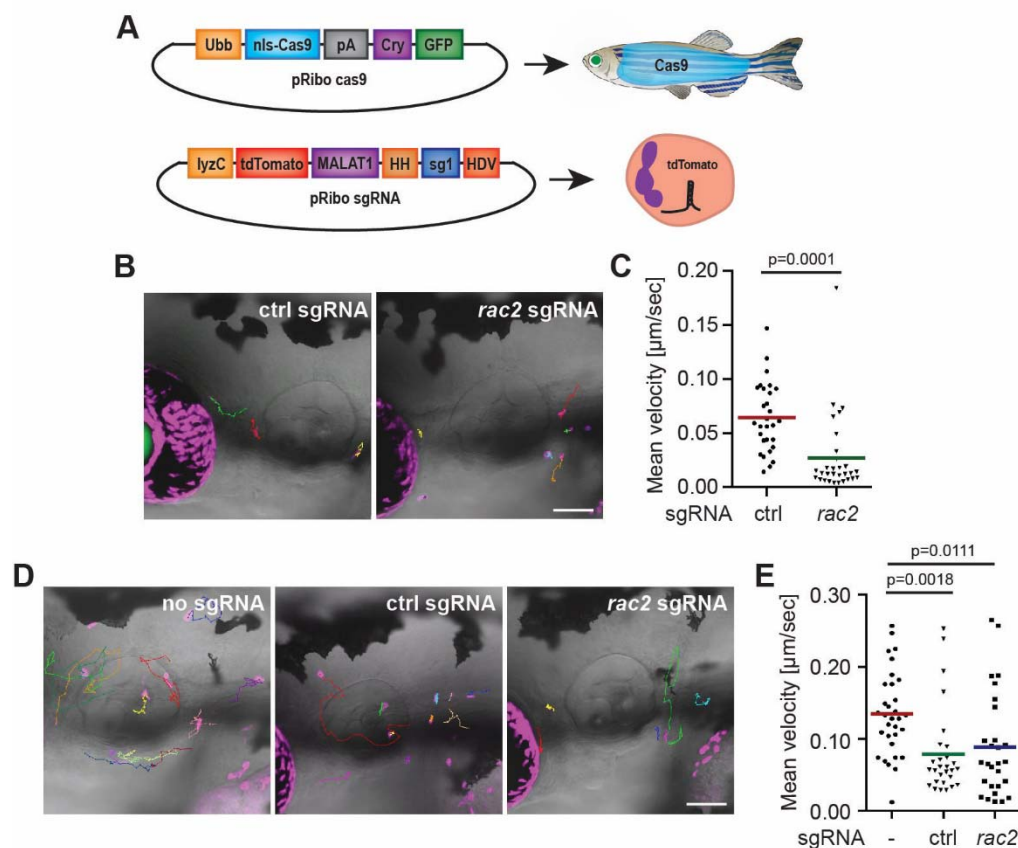 A
Ubb nls-Cas9 pA Cry GFP
pRibo cas9
Cas9
lyzC tdTomato MALAT1 HH sg1 HDV
pRibo sgRNA
tdTomato
B
ctrl sgRNA
rac2 sgRNA
C
p=0.0001
Mean velocity [µm/sec]
0.20
0.15
0.10
0.05
0.00
sgRNA ctrl rac2
D
no sgRNA
ctrl sgRNA
rac2 sgRNA
E
p=0.0111
p=0.0018
Mean velocity [µm/sec]
0.30
0.20
0.10
0.00
sgRNA - ctrl rac2